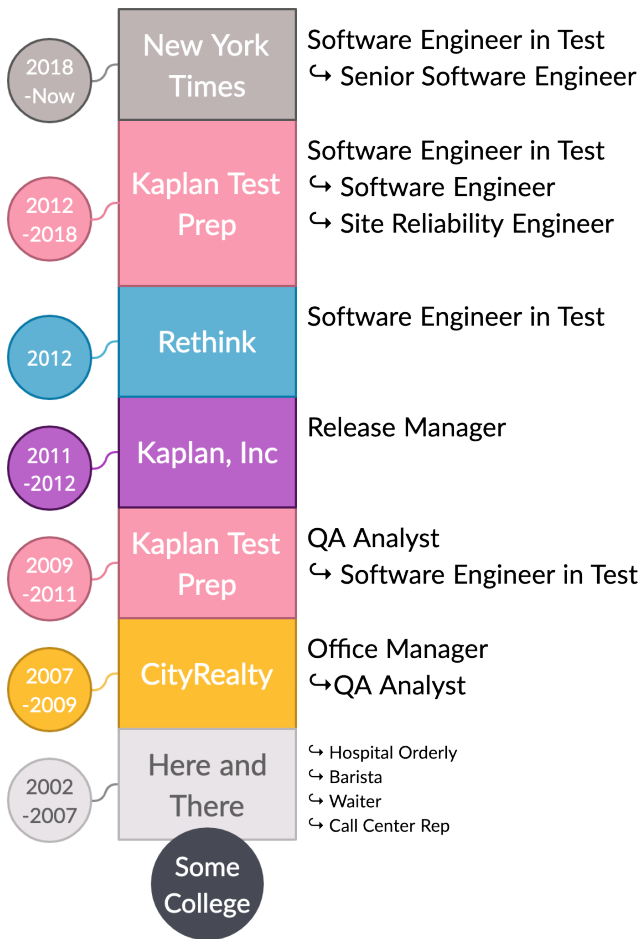 2018
-Now
New York
Times
Software Engineer in Test
↪ Senior Software Engineer
2012
-2018
Kaplan Test
Prep
Software Engineer in Test
↪ Software Engineer
↪ Site Reliability Engineer
2012
Rethink
Software Engineer in Test
2011
-2012
Kaplan, Inc
Release Manager
2009
-2011
Kaplan Test
Prep
QA Analyst
↪ Software Engineer in Test
2007
-2009
CityRealty
Office Manager
↪QA Analyst
2002
-2007
Here and
There
↪ Hospital Orderly
↪ Barista
↪ Waiter
↪ Call Center Rep
Some
College